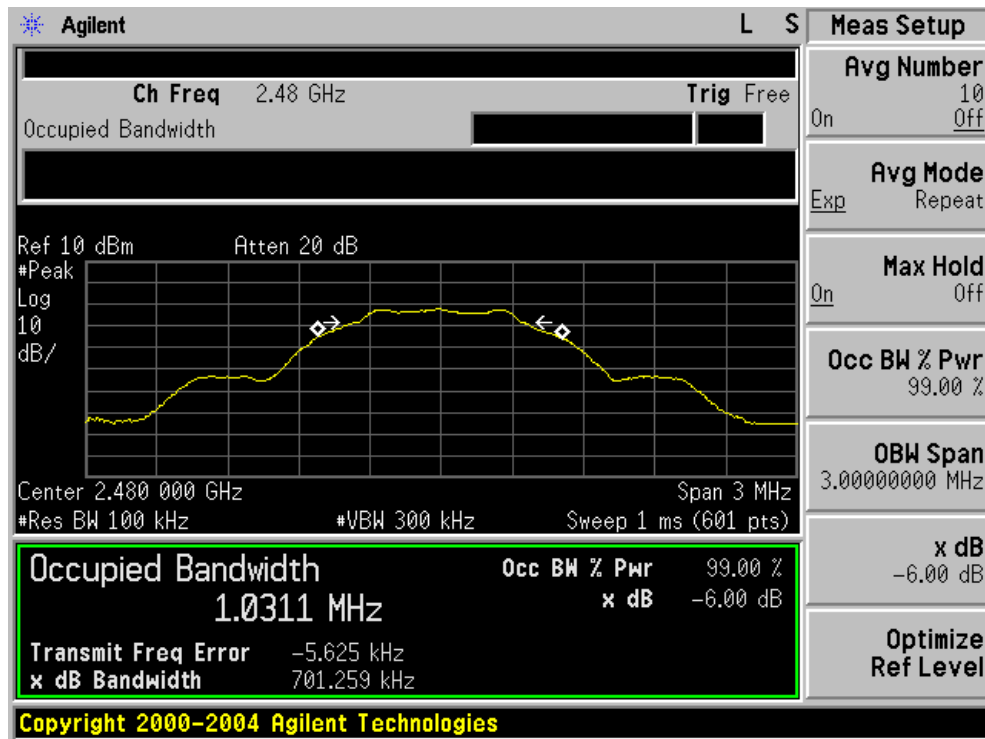 Agilent L S
Ch Freq 2.48 GHz Trig Free
Occupied Bandwidth
Ref 10 dBm Atten 20 dB
#Peak
Log
10
dB/
Center 2.480 000 GHz Span 3 MHz
#Res BW 100 kHz #VBW 300 kHz Sweep 1 ms (601 pts)
Occupied Bandwidth
1.0311 MHz
Occ BW % Pwr 99.00 %
x dB -6.00 dB
Transmit Freq Error -5.625 kHz
x dB Bandwidth 701.259 kHz
Copyright 2000-2004 Agilent Technologies
Meas Setup
Avg Number
10
On Off
Avg Mode
Exp Repeat
Max Hold
On Off
Occ BW % Pwr
99.00 %
OBW Span
3.00000000 MHz
x dB
-6.00 dB
Optimize
Ref Level